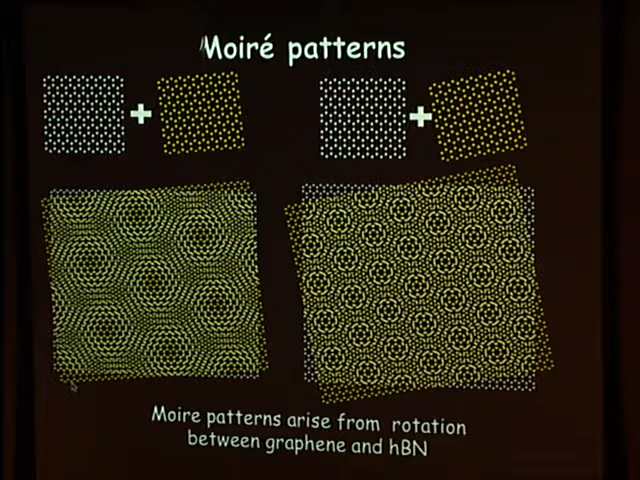 Moiré patterns
+
+
Moire patterns arise from rotation
between graphene and hBN